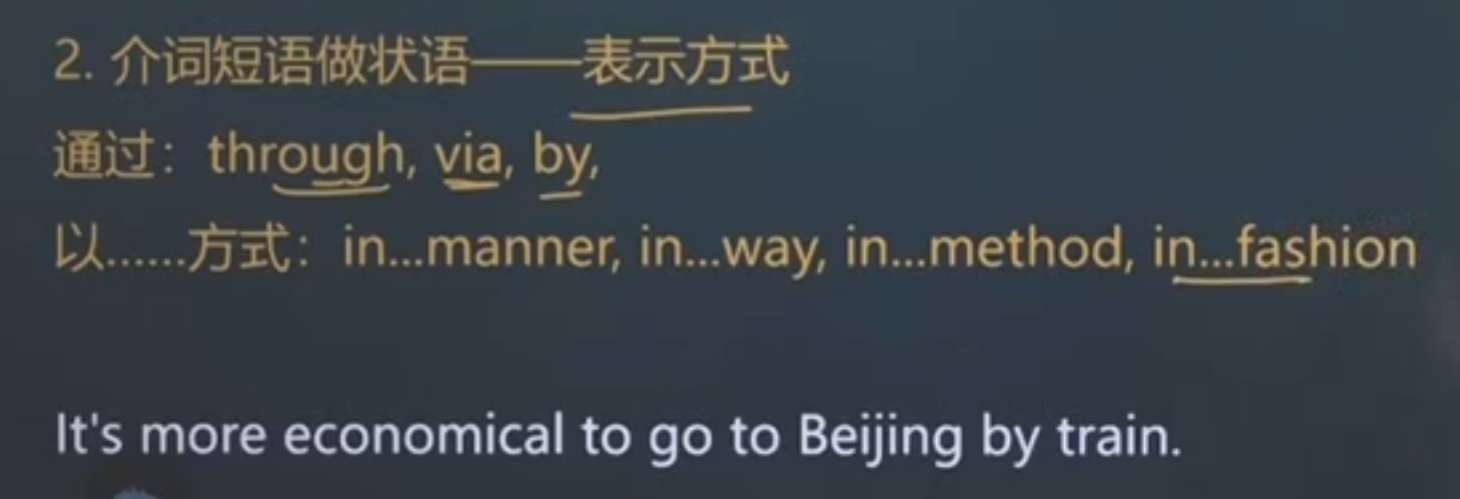 2. 介词短语做状语——表示方式
通过：through, via, by,
以......方式：in...manner, in...way, in...method, in...fashion
It's more economical to go to Beijing by train.